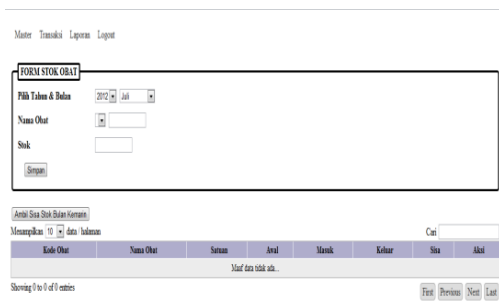 Master Transaksi Laporan Logout
FORM STOK OBAT
Pilih Tahun & Bulan 2012 Juli
Nama Obat
Stok
Simpan
Ambil Sisa Stok Bulan Kemarin
Menampilkan 10 data / halaman Cari
Kode Obat Nama Obat Satuan Awal Masuk Keluar Sisa Aksi
Maaf data tidak ada...
Showing 0 to 0 of 0 entries First Previous Next Last